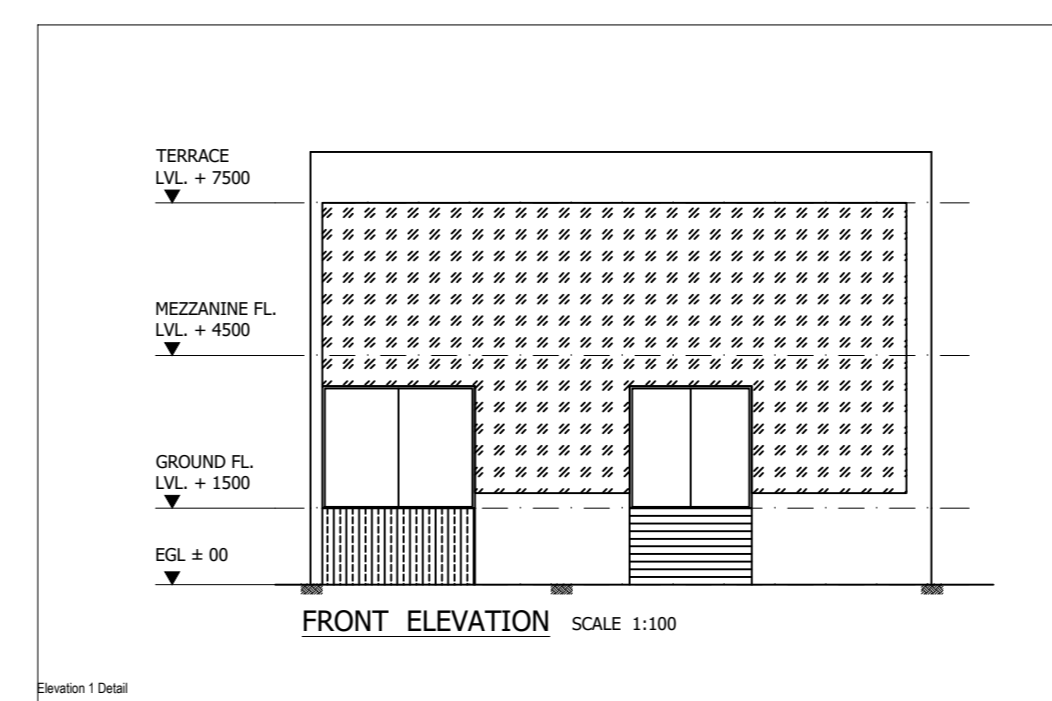 TERRACE
LVL. + 7500
MEZZANINE FL.
LVL. + 4500
GROUND FL.
LVL. + 1500
EGL ± 00
FRONT ELEVATION SCALE 1:100
Elevation 1 Detail